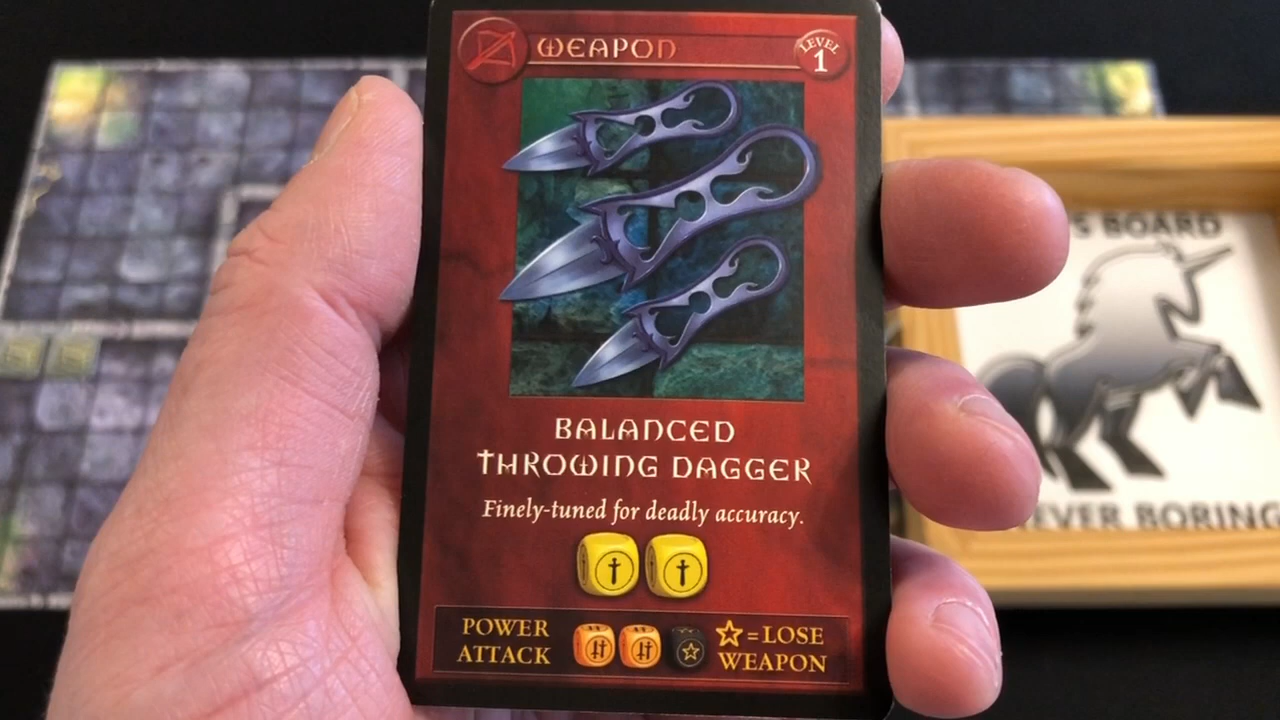 WEAPON
LEVEL
1
BALANCED
THROWING DAGGER
Finely-tuned for deadly accuracy.
POWER
ATTACK
=LOSE
WEAPON
S BOARD
EVER BORING